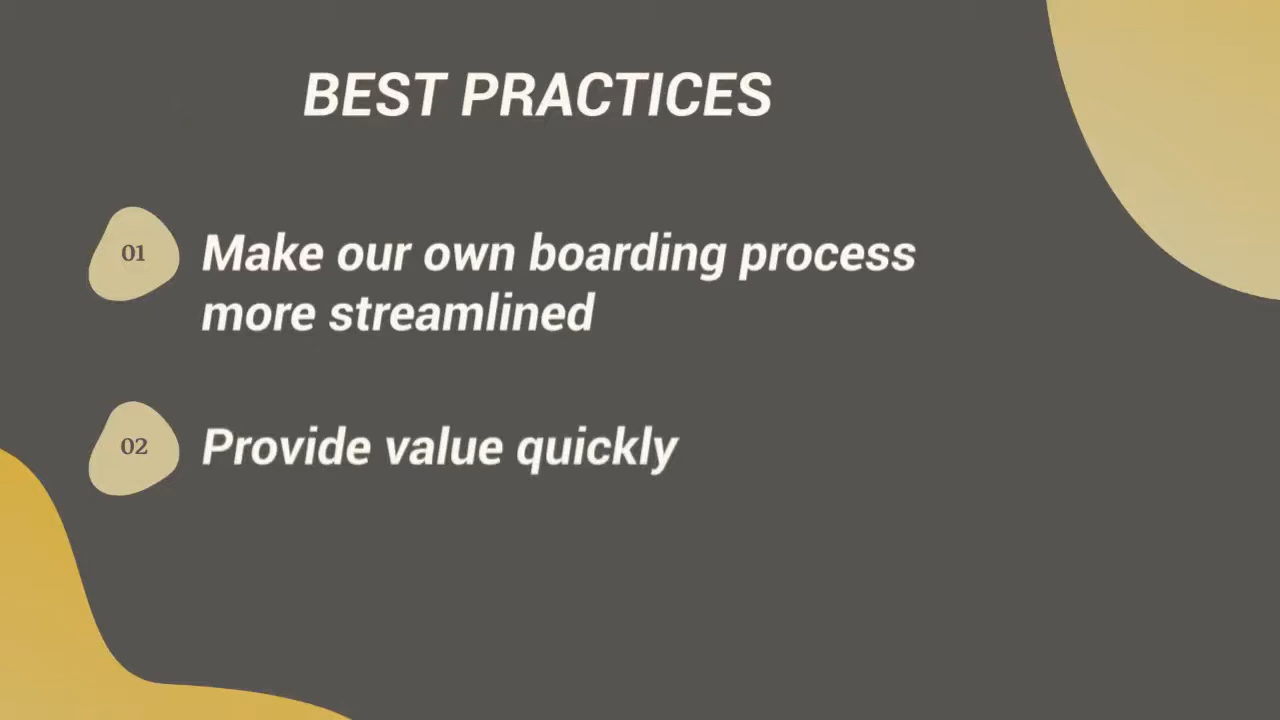 BEST PRACTICES
01
Make our own boarding process
more streamlined
02
Provide value quickly